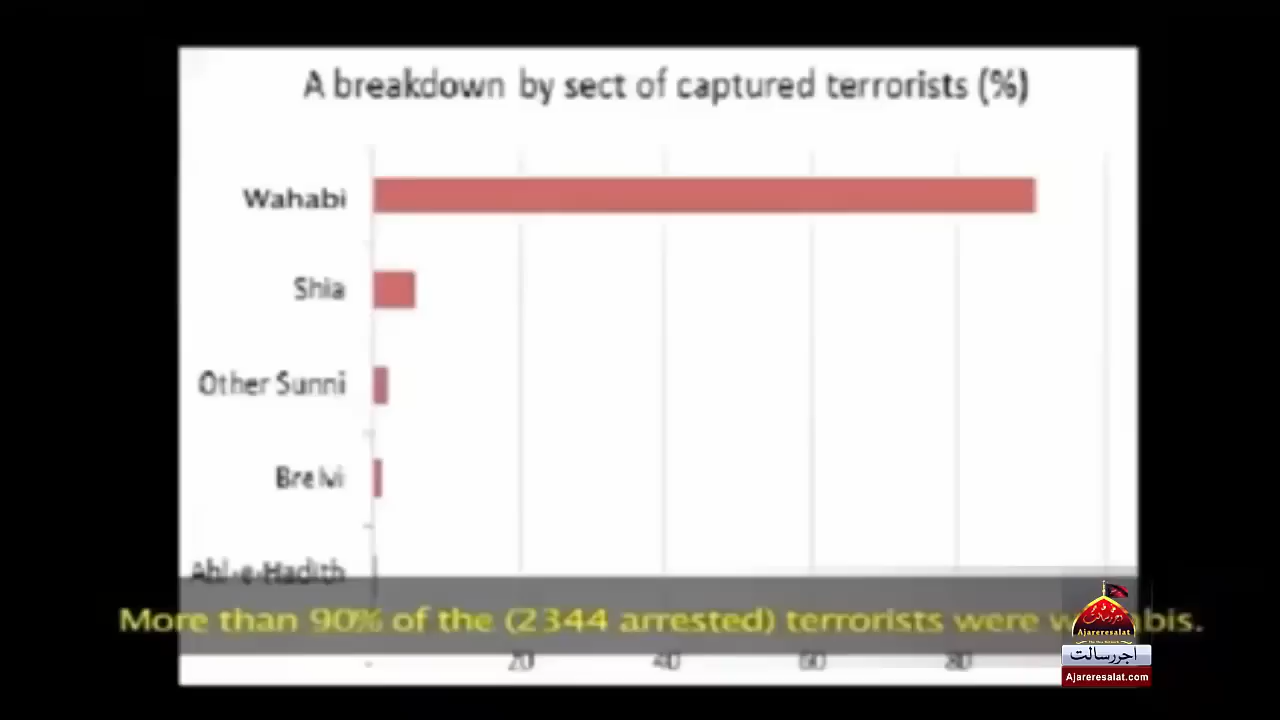 A breakdown by sect of captured terrorists (%)
Wahabi
Shia
Other Sunni
Brelvi
Ahl-e-Hadith
More than 90% of the (2344 arrested) terrorists were w abis.
20 40 60 80
Ajareresalat
اجررسالت
Ajareresalat.com